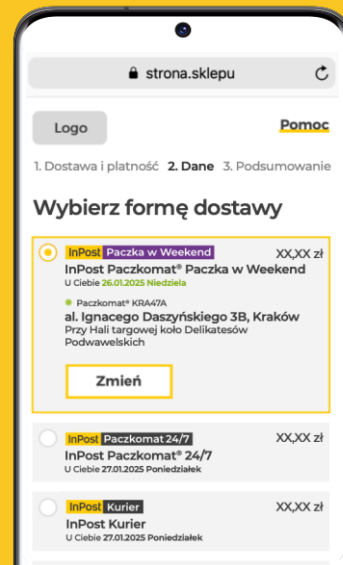 strona.sklepu
Logo
Pomoc
1. Dostawa i platność 2. Dane 3. Podsumowanie
Wybierz formę dostawy
InPost Paczka w Weekend XX,XX zł
InPost Paczkomat® Paczka w Weekend
U Ciebie 26.01.2025 Niedziela
Paczkomat® KRA47A
al. Ignacego Daszyńskiego 3B, Kraków
Przy Hali targowej koło Delikatesów
Podwawelskich
Zmień
InPost Paczkomat 24/7 XX,XX zł
InPost Paczkomat® 24/7
U Ciebie 27.01.2025 Poniedziałek
InPost Kurier XX,XX zł
InPost Kurier
U Ciebie 27.01.2025 Poniedziałek